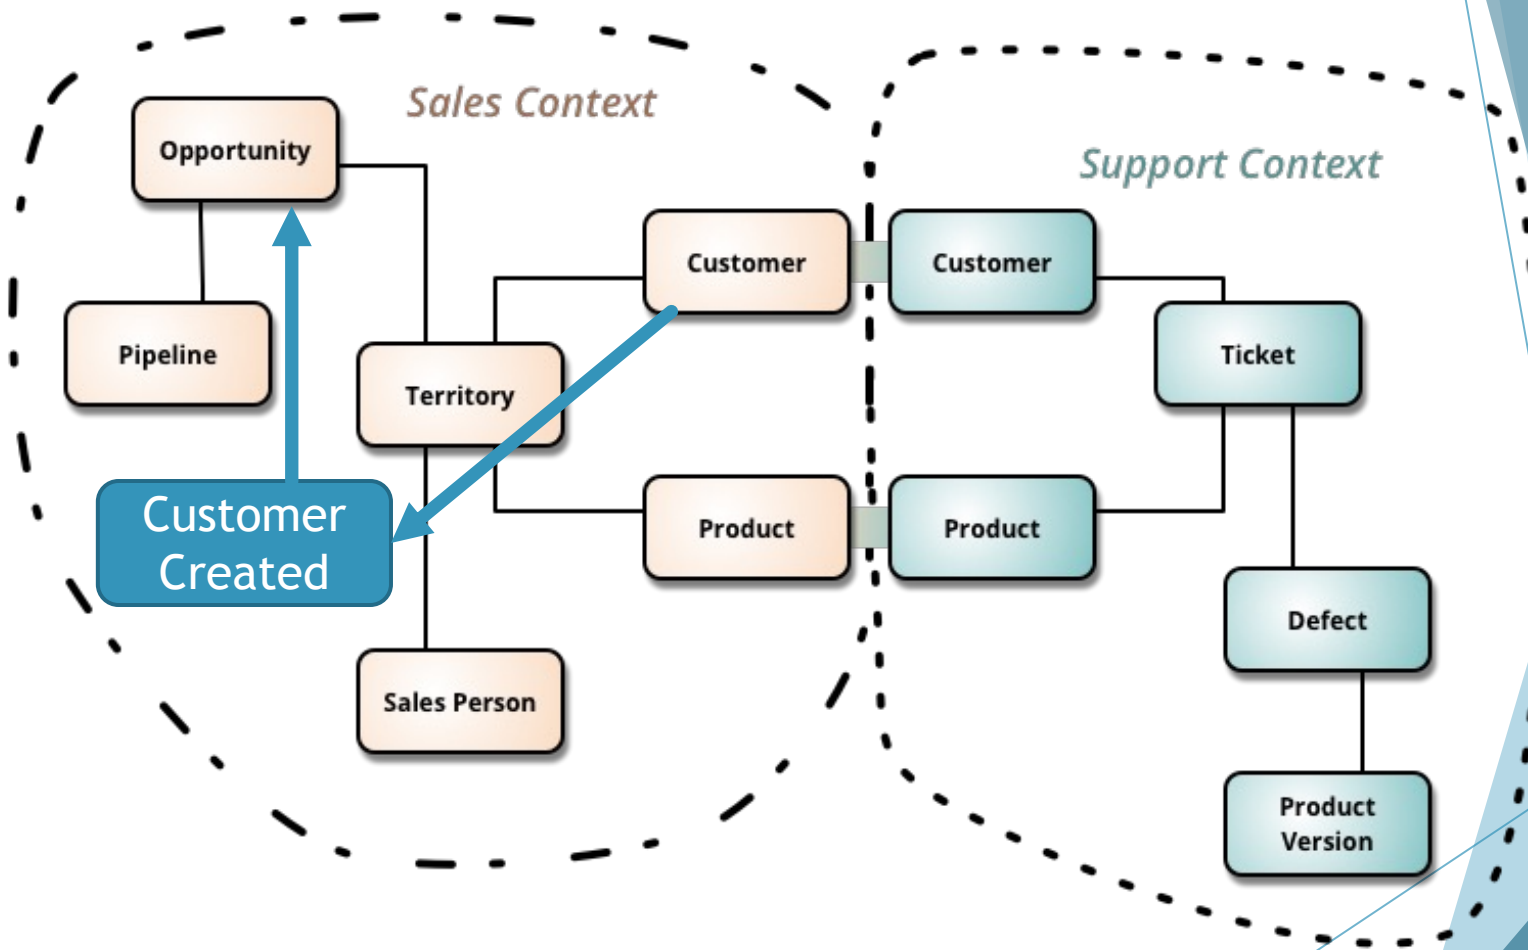 Sales Context
Support Context
Opportunity
Customer
Customer
Pipeline
Ticket
Territory
Customer
Created
Product
Product
Defect
Sales Person
Product
Version